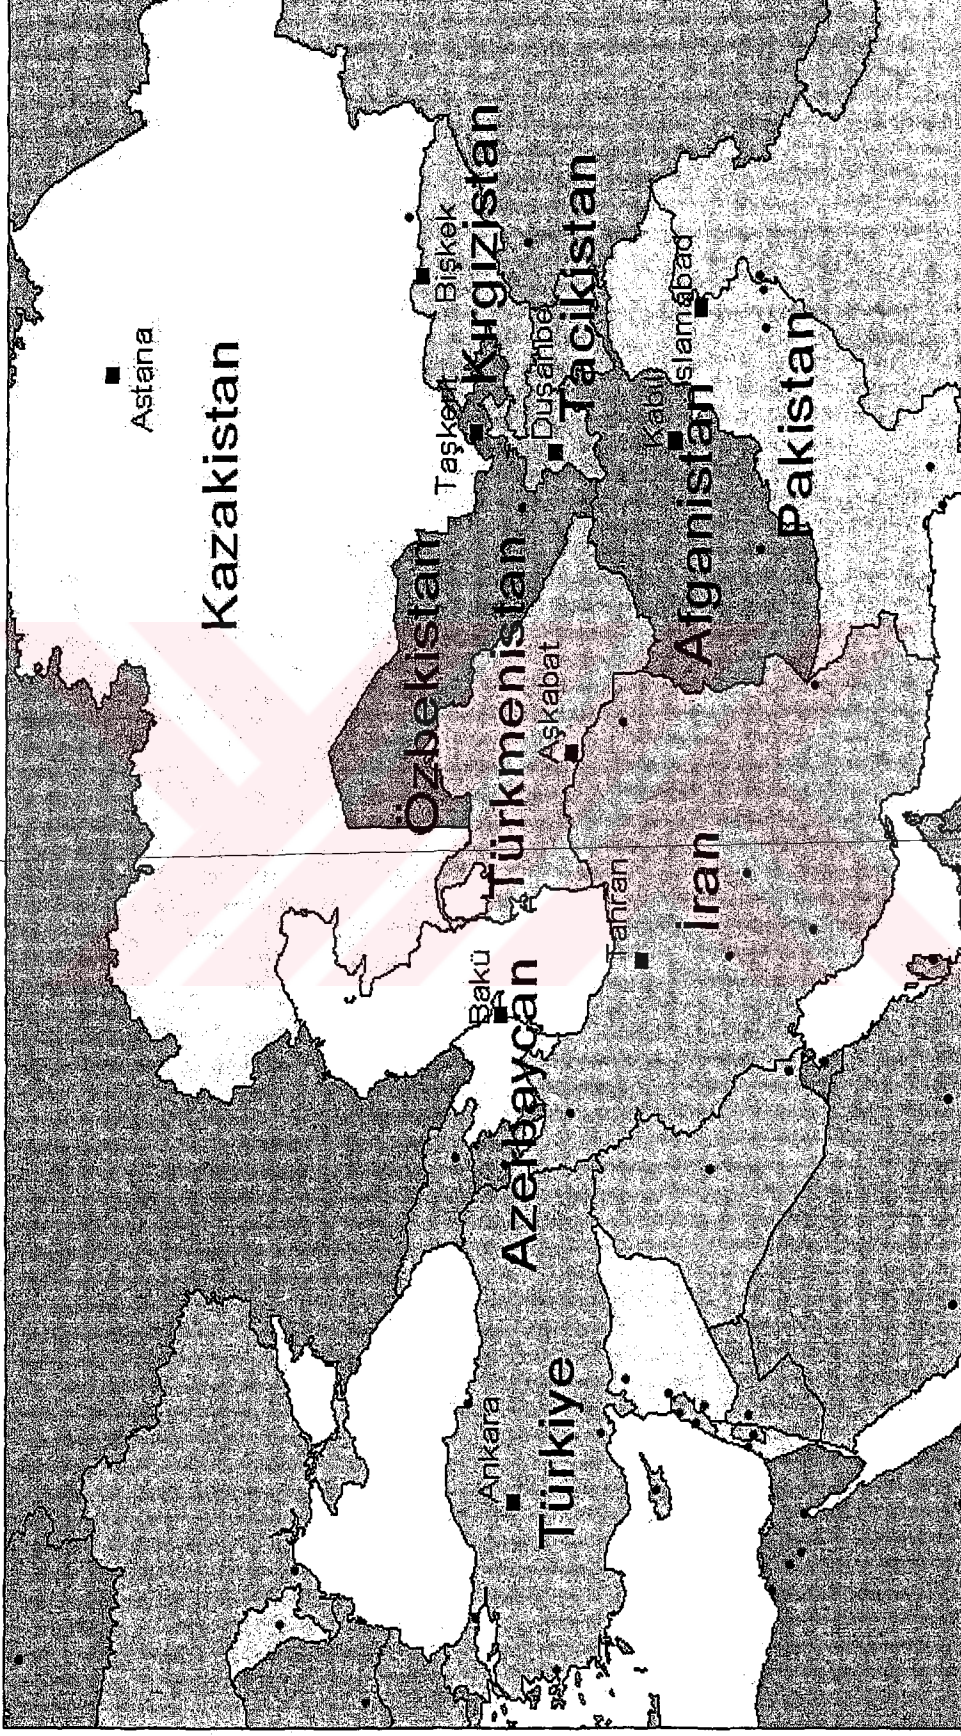 Astana
Kazakistan
Bişkek
Kırgızistan
Taşkent
Duşanbe
Tacikistan
Özbekistan
Türkmenistan
Aşkabat
Kabil
İslamabad
Afganistan
Pakistan
Bakü
Azerbaycan
Tahran
İran
Ankara
Türkiye